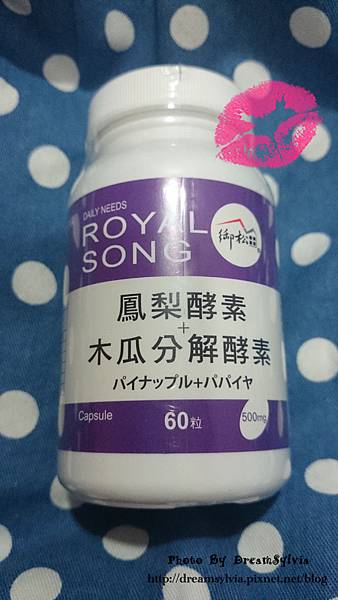 DAILY NEEDS
ROYAL
SONG
御松田
鳳梨酵素
+
木瓜分解酵素
パイナップル+パパイヤ
Capsule
60粒
500mg
Photo By DreamSylvia
http://dreamsylvia.pixnet.net/blog